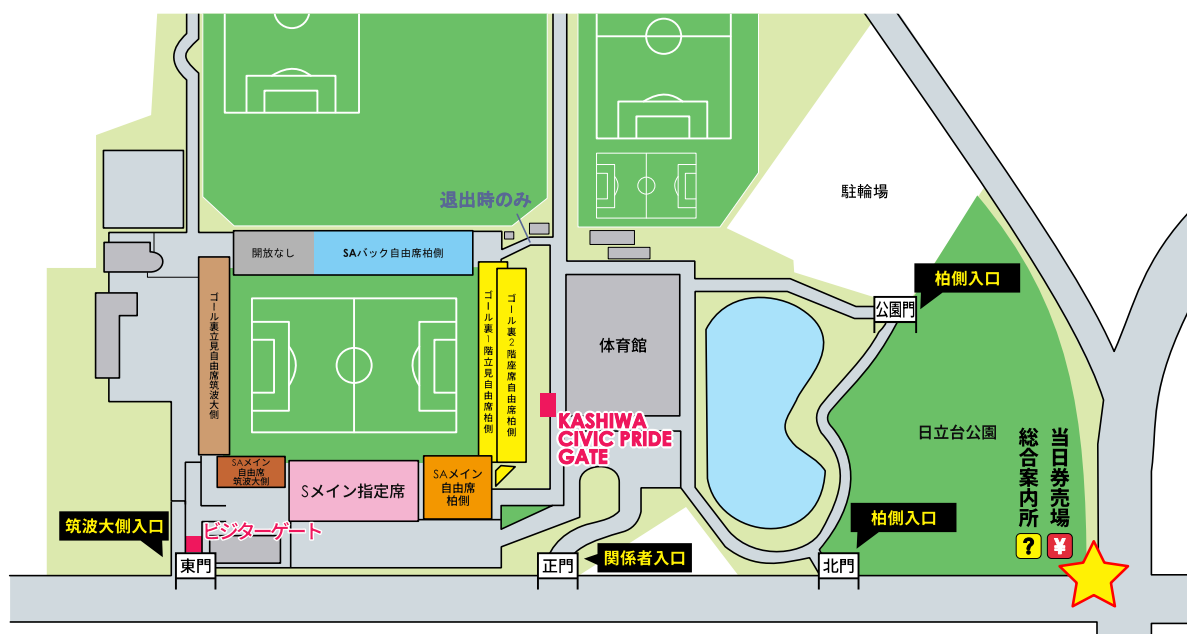 退出時のみ
駐輪場
開放なし
SAバック自由席柏側
柏側入口
公園門
ゴール裏立見自由席筑波大側
ゴール裏1階立見自由席柏側
ゴール裏2階座席自由席柏側
体育館
KASHIWA
CIVIC PRIDE
GATE
日立台公園
当日券売場
総合案内所
?
¥
SAメイン
自由席
筑波大側
Sメイン指定席
SAメイン
自由席
柏側
筑波大側入口
ビジターゲート
柏側入口
東門
正門
関係者入口
北門